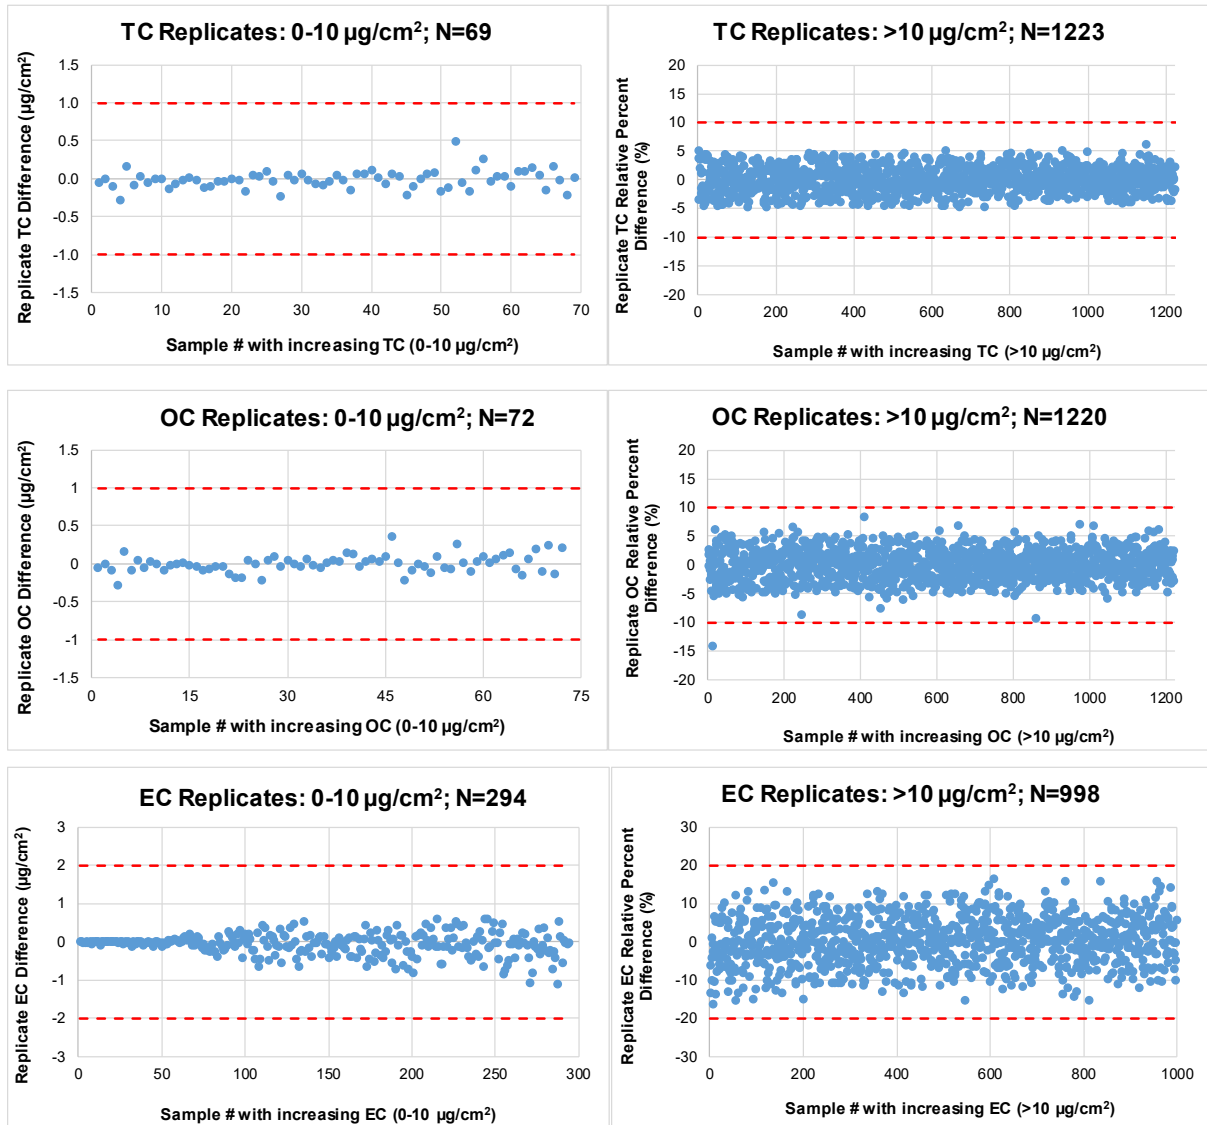 TC Replicates: 0-10 µg/cm²; N=69
Replicate TC Difference (µg/cm²)
1.5
1.0
0.5
0.0
-0.5
-1.0
-1.5
0 10 20 30 40 50 60 70
Sample # with increasing TC (0-10 µg/cm²)
TC Replicates: >10 µg/cm²; N=1223
Replicate TC Relative Percent
Difference (%)
20
15
10
5
0
-5
-10
-15
-20
0 200 400 600 800 1000 1200
Sample # with increasing TC (>10 µg/cm²)
OC Replicates: 0-10 µg/cm²; N=72
Replicate OC Difference (µg/cm²)
1.5
1
0.5
0
-0.5
-1
-1.5
0 15 30 45 60 75
Sample # with increasing OC (0-10 µg/cm²)
OC Replicates: >10 µg/cm²; N=1220
Replicate OC Relative Percent
Difference (%)
20
15
10
5
0
-5
-10
-15
-20
0 200 400 600 800 1000 1200
Sample # with increasing OC (>10 µg/cm²)
EC Replicates: 0-10 µg/cm²; N=294
Replicate EC Difference (µg/cm²)
3
2
1
0
-1
-2
-3
0 50 100 150 200 250 300
Sample # with increasing EC (0-10 µg/cm²)
EC Replicates: >10 µg/cm²; N=998
Replicate EC Relative Percent
Difference (%)
30
20
10
0
-10
-20
-30
0 200 400 600 800 1000
Sample # with increasing EC (>10 µg/cm²)